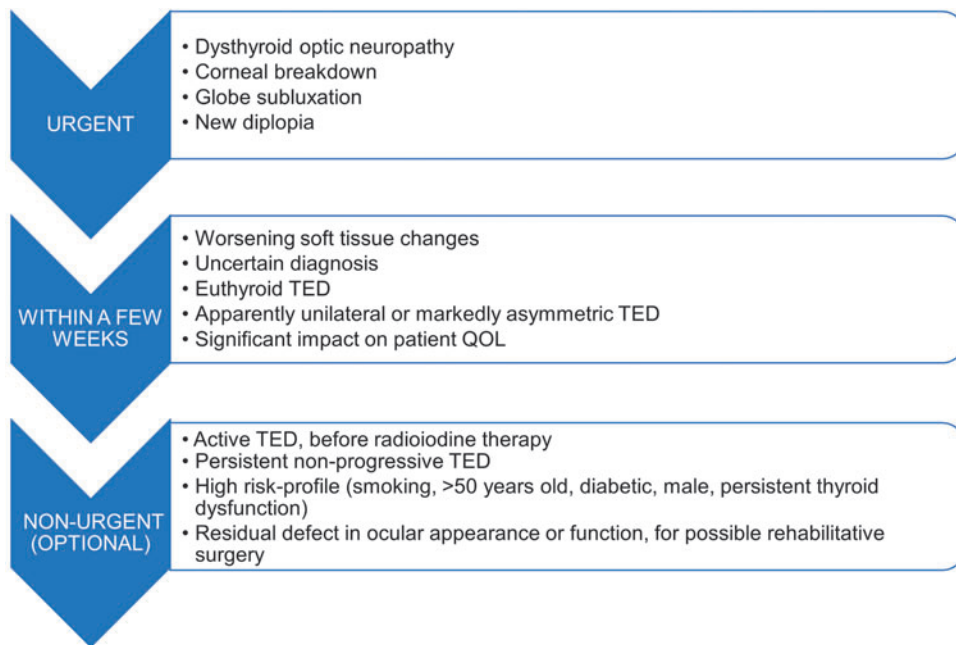 URGENT
• Dysthyroid optic neuropathy
• Corneal breakdown
• Globe subluxation
• New diplopia
WITHIN A FEW
WEEKS
• Worsening soft tissue changes
• Uncertain diagnosis
• Euthyroid TED
• Apparently unilateral or markedly asymmetric TED
• Significant impact on patient QOL
NON-URGENT
(OPTIONAL)
• Active TED, before radioiodine therapy
• Persistent non-progressive TED
• High risk-profile (smoking, >50 years old, diabetic, male, persistent thyroid
dysfunction)
• Residual defect in ocular appearance or function, for possible rehabilitative
surgery